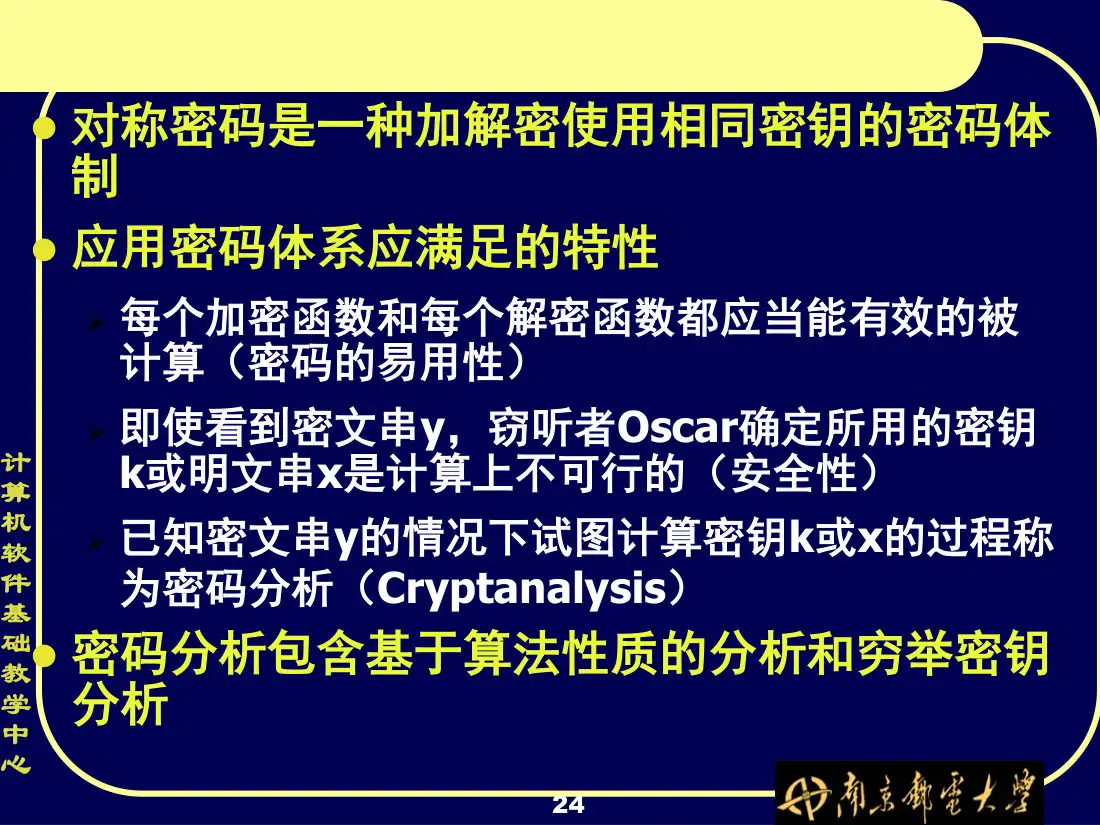 对称密码是一种加解密使用相同密钥的密码体
制
应用密码体系应满足的特性
每个加密函数和每个解密函数都应当能有效的被
计算（密码的易用性）
即使看到密文串y，窃听者Oscar确定所用的密钥
k或明文串x是计算上不可行的（安全性）
已知密文串y的情况下试图计算密钥k或x的过程称
为密码分析（Cryptanalysis）
密码分析包含基于算法性质的分析和穷举密钥
分析
计算机软件基础教学中心
24
南京邮电大学